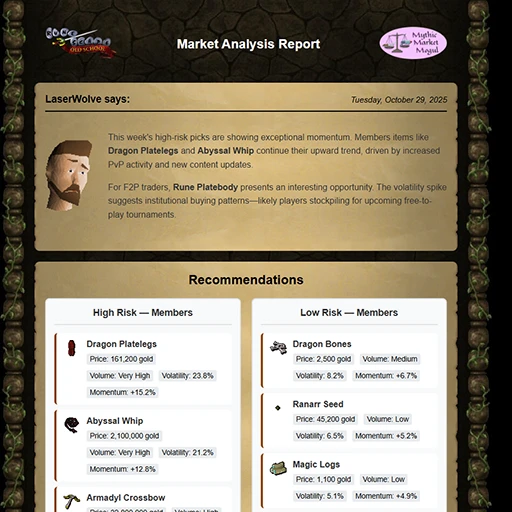 OLD SCHOOL
Market Analysis Report
Mythic
Market
Mogul
LaserWolve says:
Tuesday, October 29, 2025
This week's high-risk picks are showing exceptional momentum. Members items like
Dragon Platelegs and Abyssal Whip continue their upward trend, driven by increased
PvP activity and new content updates.
For F2P traders, Rune Platebody presents an interesting opportunity. The volatility spike
suggests institutional buying patterns—likely players stockpiling for upcoming free-to-
play tournaments.
Recommendations
High Risk — Members
Dragon Platelegs
Price: 161,200 gold
Volume: Very High Volatility: 23.8%
Momentum: +15.2%
Abyssal Whip
Price: 2,100,000 gold
Volume: Very High Volatility: 21.2%
Momentum: +12.8%
Armadyl Crossbow
Volume: High
Low Risk — Members
Dragon Bones
Price: 2,500 gold Volume: Medium
Volatility: 8.2% Momentum: +6.7%
Ranarr Seed
Price: 45,200 gold Volume: Low
Volatility: 6.5% Momentum: +5.2%
Magic Logs
Price: 1,100 gold Volume: Low
Volatility: 5.1% Momentum: +4.9%